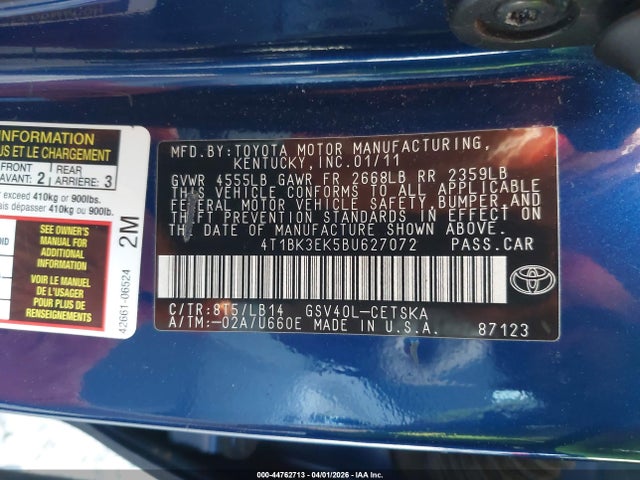 INFORMATION
US ET LE CHARGEMENT
FRONT
AVANT: 2
REAR
ARRIÈRE: 3
exceed 410kg or 900lbs.
dépasser 410kg ou 900lb.
SEE OWNER'S
MANUAL FOR
ADDITIONAL
INFORMATION
VOIR LE MANUEL
DE L'USAGER
POUR PLUS DE
RENSEIGNEMENTS
2M
42661-06524
MFD.BY:TOYOTA MOTOR MANUFACTURING,
KENTUCKY, INC.01/11
GVWR 4555LB GAWR FR 2668LB RR 2359LB
THIS VEHICLE CONFORMS TO ALL APPLICABLE
FEDERAL MOTOR VEHICLE SAFETY,BUMPER,AND
THEFT PREVENTION STANDARDS IN EFFECT ON
THE DATE OF MANUFACTURE SHOWN ABOVE.
4T1BK3EK5BU627072 PASS.CAR
C/TR:8T5/LB14 GSV40L-CETSKA
A/TM:-02A/U660E MADE IN U.S.A. 87123
TOYOTA
000-44762713 - 04/01/2026 - IAA Inc.